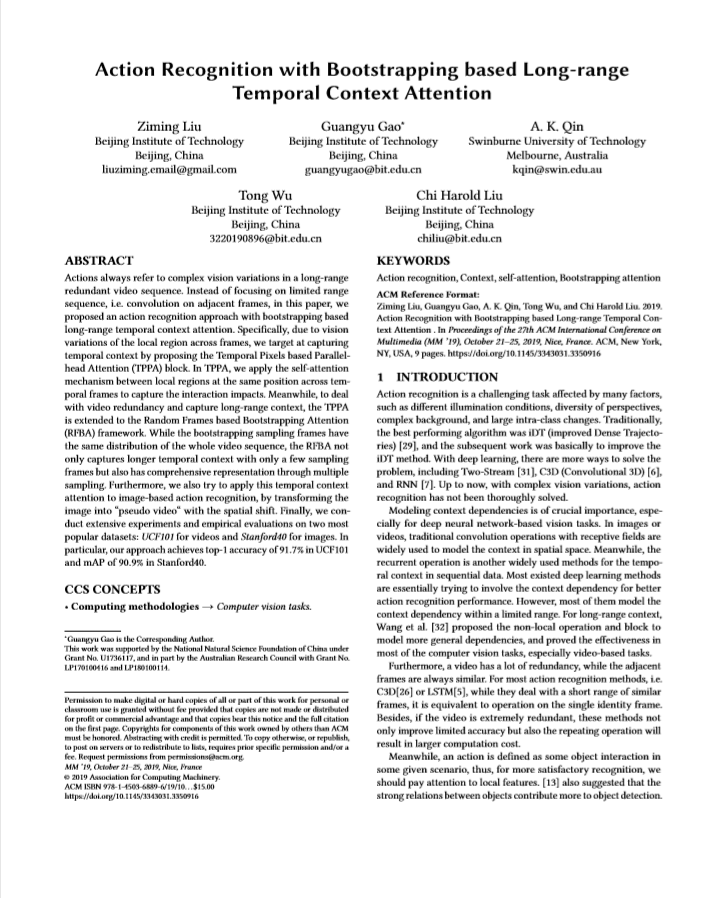 Action Recognition with Bootstrapping based Long-range
Temporal Context Attention
Ziming Liu
Beijing Institute of Technology
Beijing, China
liuziming.email@gmail.com
Guangyu Gao*
Beijing Institute of Technology
Beijing, China
guangyugao@bit.edu.cn
A. K. Qin
Swinburne University of Technology
Melbourne, Australia
kqin@swin.edu.au
Tong Wu
Beijing Institute of Technology
Beijing, China
3220190896@bit.edu.cn
Chi Harold Liu
Beijing Institute of Technology
Beijing, China
chiliu@bit.edu.cn
ABSTRACT
Actions always refer to complex vision variations in a long-range
redundant video sequence. Instead of focusing on limited range
sequence, i.e. convolution on adjacent frames, in this paper, we
proposed an action recognition approach with bootstrapping based
long-range temporal context attention. Specifically, due to vision
variations of the local region across frames, we target at capturing
temporal context by proposing the Temporal Pixels based Parallel-
head Attention (TPPA) block. In TPPA, we apply the self-attention
mechanism between local regions at the same position across tem-
poral frames to capture the interaction impacts. Meanwhile, to deal
with video redundancy and capture long-range context, the TPPA
is extended to the Random Frames based Bootstrapping Attention
(RFBA) framework. While the bootstrapping sampling frames have
the same distribution of the whole video sequence, the RFBA not
only captures longer temporal context with only a few sampling
frames but also has comprehensive representation through multiple
sampling. Furthermore, we also try to apply this temporal context
attention to image-based action recognition, by transforming the
image into "pseudo video" with the spatial shift. Finally, we con-
duct extensive experiments and empirical evaluations on two most
popular datasets: UCF101 for videos and Stanford40 for images. In
particular, our approach achieves top-1 accuracy of 91.7% in UCF101
and mAP of 90.9% in Stanford40.
CCS CONCEPTS
• Computing methodologies → Computer vision tasks.
*Guangyu Gao is the Corresponding Author.
This work was supported by the National Natural Science Foundation of China under
Grant No. U1736117, and in part by the Australian Research Council with Grant No.
LP170100416 and LP180100114.
Permission to make digital or hard copies of all or part of this work for personal or
classroom use is granted without fee provided that copies are not made or distributed
for profit or commercial advantage and that copies bear this notice and the full citation
on the first page. Copyrights for components of this work owned by others than ACM
must be honored. Abstracting with credit is permitted. To copy otherwise, or republish,
to post on servers or to redistribute to lists, requires prior specific permission and/or a
fee. Request permissions from permissions@acm.org.
MM '19, October 21–25, 2019, Nice, France
© 2019 Association for Computing Machinery.
ACM ISBN 978-1-4503-6889-6/19/10...$15.00
https://doi.org/10.1145/3343031.3350916
KEYWORDS
Action recognition, Context, self-attention, Bootstrapping attention
ACM Reference Format:
Ziming Liu, Guangyu Gao, A. K. Qin, Tong Wu, and Chi Harold Liu. 2019.
Action Recognition with Bootstrapping based Long-range Temporal Con-
text Attention . In Proceedings of the 27th ACM International Conference on
Multimedia (MM '19), October 21–25, 2019, Nice, France. ACM, New York,
NY, USA, 9 pages. https://doi.org/10.1145/3343031.3350916
1 INTRODUCTION
Action recognition is a challenging task affected by many factors,
such as different illumination conditions, diversity of perspectives,
complex background, and large intra-class changes. Traditionally,
the best performing algorithm was iDT (improved Dense Trajecto-
ries) [29], and the subsequent work was basically to improve the
iDT method. With deep learning, there are more ways to solve the
problem, including Two-Stream [31], C3D (Convolutional 3D) [6],
and RNN [7]. Up to now, with complex vision variations, action
recognition has not been thoroughly solved.
Modeling context dependencies is of crucial importance, espe-
cially for deep neural network-based vision tasks. In images or
videos, traditional convolution operations with receptive fields are
widely used to model the context in spatial space. Meanwhile, the
recurrent operation is another widely used methods for the tempo-
ral context in sequential data. Most existed deep learning methods
are essentially trying to involve the context dependency for better
action recognition performance. However, most of them model the
context dependency within a limited range. For long-range context,
Wang et al. [32] proposed the non-local operation and block to
model more general dependencies, and proved the effectiveness in
most of the computer vision tasks, especially video-based tasks.
Furthermore, a video has a lot of redundancy, while the adjacent
frames are always similar. For most action recognition methods, i.e.
C3D[26] or LSTM[5], while they deal with a short range of similar
frames, it is equivalent to operation on the single identity frame.
Besides, if the video is extremely redundant, these methods not
only improve limited accuracy but also the repeating operation will
result in larger computation cost.
Meanwhile, an action is defined as some object interaction in
some given scenario, thus, for more satisfactory recognition, we
should pay attention to local features. [13] also suggested that the
strong relations between objects contribute more to object detection.